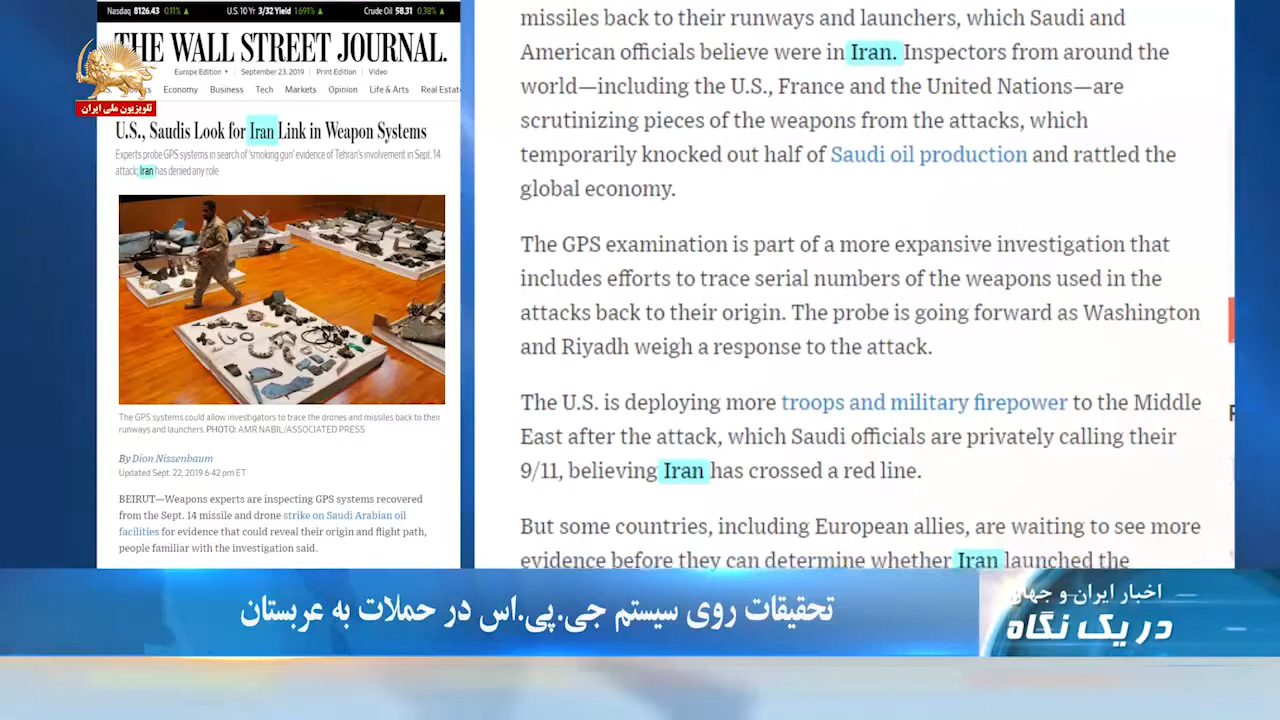 Nasdaq 8126.43 0.11% ▲ U.S. 10 Yr 3/32 Yield 1.691% ▲ Crude Oil 58.31 0.38% ▲
THE WALL STREET JOURNAL.
Europe Edition ▾ | September 23, 2019 | Print Edition | Video
Economy Business Tech Markets Opinion Life & Arts Real Estate
تلویزیون ملی ایران
U.S., Saudis Look for Iran Link in Weapon Systems
Experts probe GPS systems in search of 'smoking gun' evidence of Tehran's involvement in Sept. 14
attack; Iran has denied any role
The GPS systems could allow investigators to trace the drones and missiles back to their
runways and launchers. PHOTO: AMR NABIL/ASSOCIATED PRESS
By Dion Nissenbaum
Updated Sept. 22, 2019 6:42 pm ET
BEIRUT—Weapons experts are inspecting GPS systems recovered
from the Sept. 14 missile and drone strike on Saudi Arabian oil
facilities for evidence that could reveal their origin and flight path,
people familiar with the investigation said.
missiles back to their runways and launchers, which Saudi and
American officials believe were in Iran. Inspectors from around the
world—including the U.S., France and the United Nations—are
scrutinizing pieces of the weapons from the attacks, which
temporarily knocked out half of Saudi oil production and rattled the
global economy.
The GPS examination is part of a more expansive investigation that
includes efforts to trace serial numbers of the weapons used in the
attacks back to their origin. The probe is going forward as Washington
and Riyadh weigh a response to the attack.
The U.S. is deploying more troops and military firepower to the Middle
East after the attack, which Saudi officials are privately calling their
9/11, believing Iran has crossed a red line.
But some countries, including European allies, are waiting to see more
evidence before they can determine whether Iran launched the
اخبار ایران و جهان
در یک نگاه
تحقیقات روی سیستم جی.پی.اس در حملات به عربستان